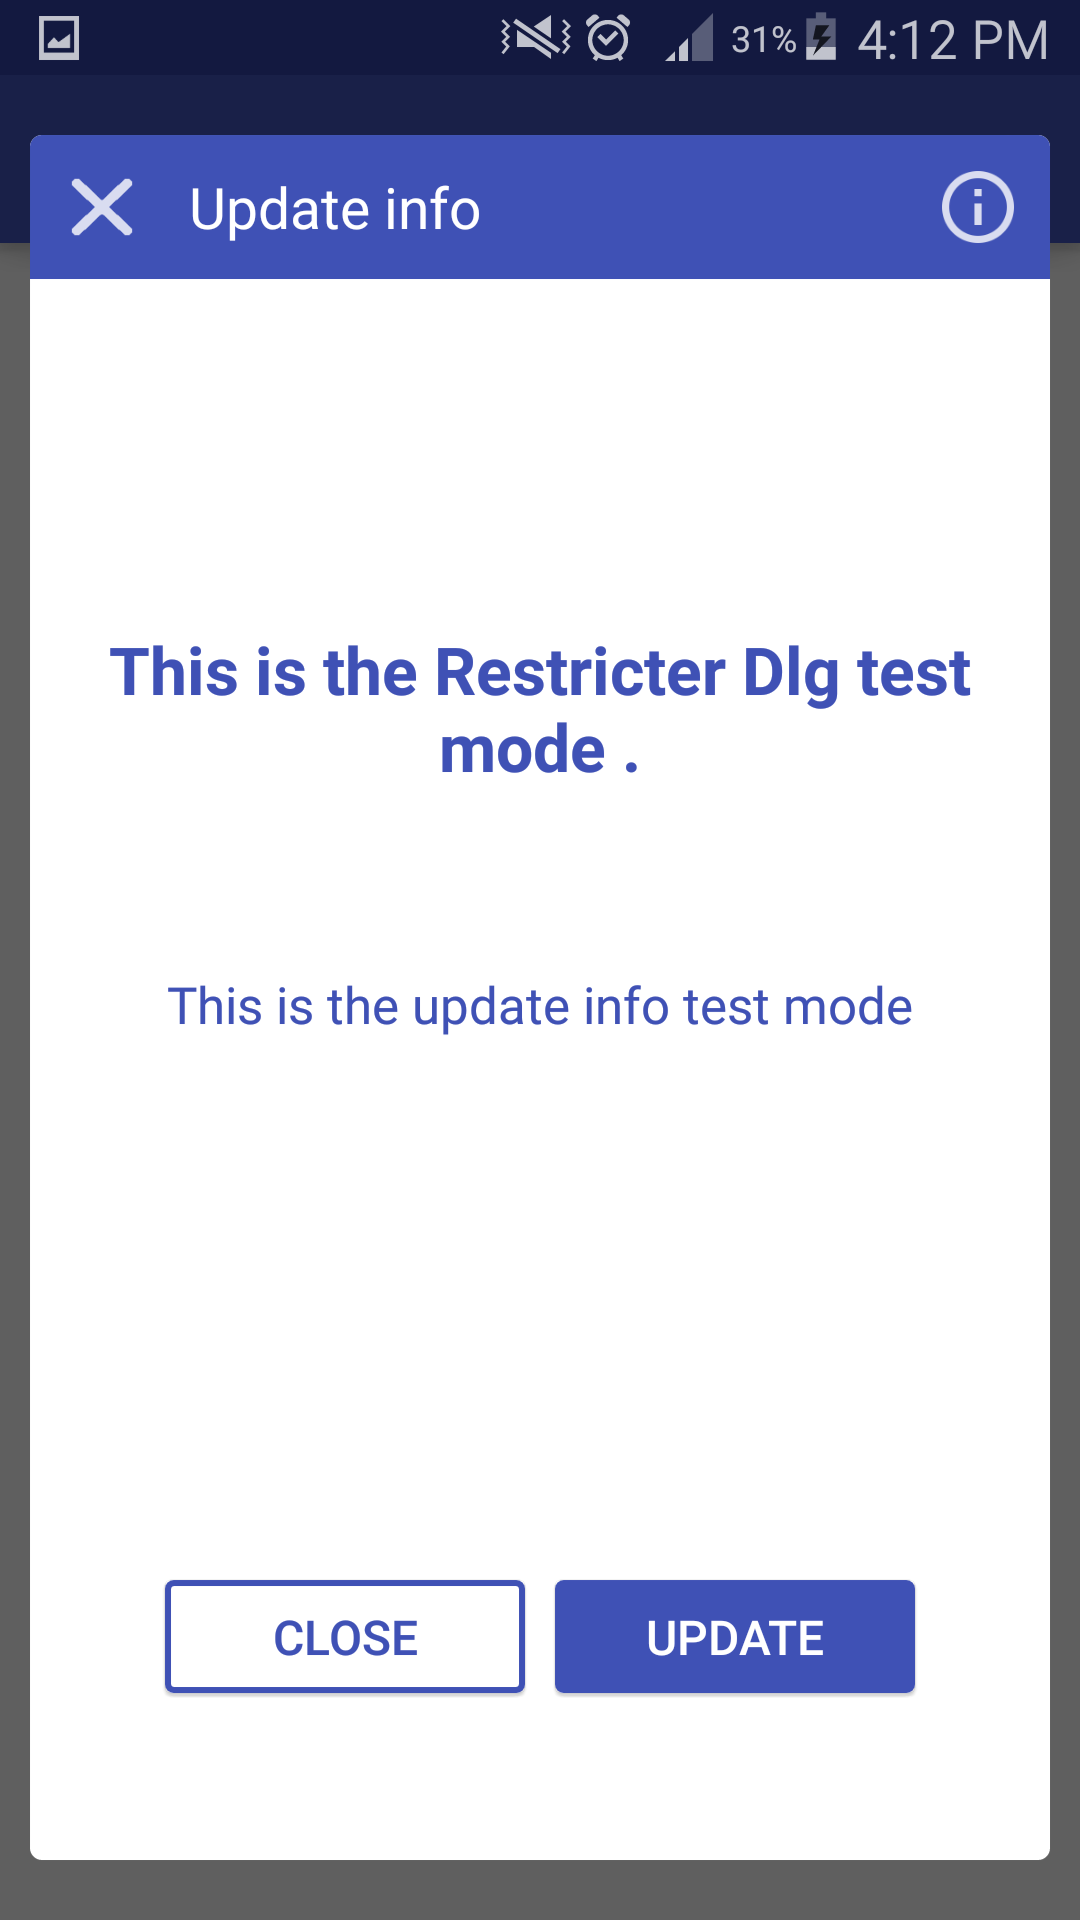 31% 4:12 PM
Update info
This is the Restricter Dlg test
mode .
This is the update info test mode
CLOSE UPDATE